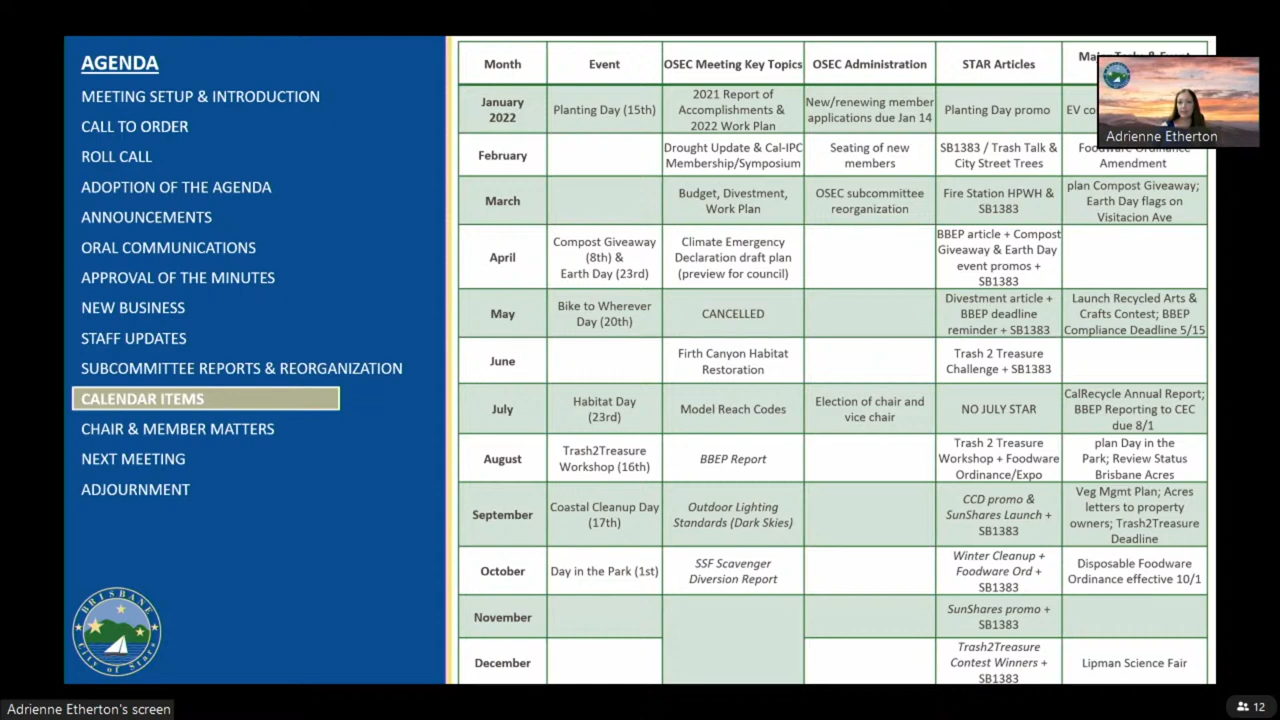 AGENDA
MEETING SETUP & INTRODUCTION
CALL TO ORDER
ROLL CALL
ADOPTION OF THE AGENDA
ANNOUNCEMENTS
ORAL COMMUNICATIONS
APPROVAL OF THE MINUTES
NEW BUSINESS
STAFF UPDATES
SUBCOMMITTEE REPORTS & REORGANIZATION
CALENDAR ITEMS
CHAIR & MEMBER MATTERS
NEXT MEETING
ADJOURNMENT
BRISBANE
City of Stars
Month
Event
OSEC Meeting Key Topics
OSEC Administration
STAR Articles
January
2022
Planting Day (15th)
2021 Report of
Accomplishments &
2022 Work Plan
New/renewing member
applications due Jan 14
Planting Day promo
EV
February
Drought Update & Cal-IPC
Membership/Symposium
Seating of new
members
SB1383 / Trash Talk &
City Street Trees
Foodware Ordinance
Amendment
March
Budget, Divestment,
Work Plan
OSEC subcommittee
reorganization
Fire Station HPWH &
SB1383
plan Compost Giveaway;
Earth Day flags on
Visitacion Ave
April
Compost Giveaway
(8th) &
Earth Day (23rd)
Climate Emergency
Declaration draft plan
(preview for council)
BBEP article + Compost
Giveaway & Earth Day
event promos +
SB1383
May
Bike to Wherever
Day (20th)
CANCELLED
Divestment article +
BBEP deadline
reminder + SB1383
Launch Recycled Arts &
Crafts Contest; BBEP
Compliance Deadline 5/15
June
Firth Canyon Habitat
Restoration
Trash 2 Treasure
Challenge + SB1383
July
Habitat Day
(23rd)
Model Reach Codes
Election of chair and
vice chair
NO JULY STAR
CalRecycle Annual Report;
BBEP Reporting to CEC
due 8/1
August
Trash2Treasure
Workshop (16th)
BBEP Report
Trash 2 Treasure
Workshop + Foodware
Ordinance/Expo
plan Day in the
Park; Review Status
Brisbane Acres
September
Coastal Cleanup Day
(17th)
Outdoor Lighting
Standards (Dark Skies)
CCD promo &
SunShares Launch +
SB1383
Veg Mgmt Plan; Acres
letters to property
owners; Trash2Treasure
Deadline
October
Day in the Park (1st)
SSF Scavenger
Diversion Report
Winter Cleanup +
Foodware Ord +
SB1383
Disposable Foodware
Ordinance effective 10/1
November
SunShares promo +
SB1383
December
Trash2Treasure
Contest Winners +
SB1383
Lipman Science Fair
Adrienne Etherton
Adrienne Etherton's screen
12